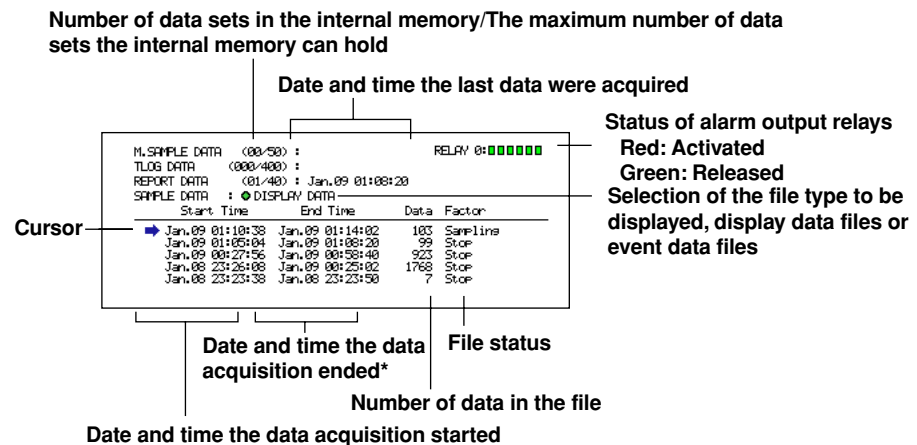 Number of data sets in the internal memory/The maximum number of data
sets the internal memory can hold
Date and time the last data were acquired
Status of alarm output relays
Red: Activated
Green: Released
Selection of the file type to be
displayed, display data files or
event data files
M.SAMPLE DATA (00/50) : RELAY 0:
TLOG DATA (000/400) :
REPORT DATA (01/40) : Jan.09 01:08:20
SAMPLE DATA : DISPLAY DATA
Start Time End Time Data Factor
Cursor
Jan.09 01:10:38 Jan.09 01:14:02 103 Sampling
Jan.09 01:05:04 Jan.09 01:08:20 99 Stop
Jan.09 00:27:56 Jan.09 00:58:40 923 Stop
Jan.08 23:26:08 Jan.09 00:25:02 1768 Stop
Jan.08 23:23:38 Jan.08 23:23:50 7 Stop
Date and time the data
acquisition ended*
File status
Number of data in the file
Date and time the data acquisition started